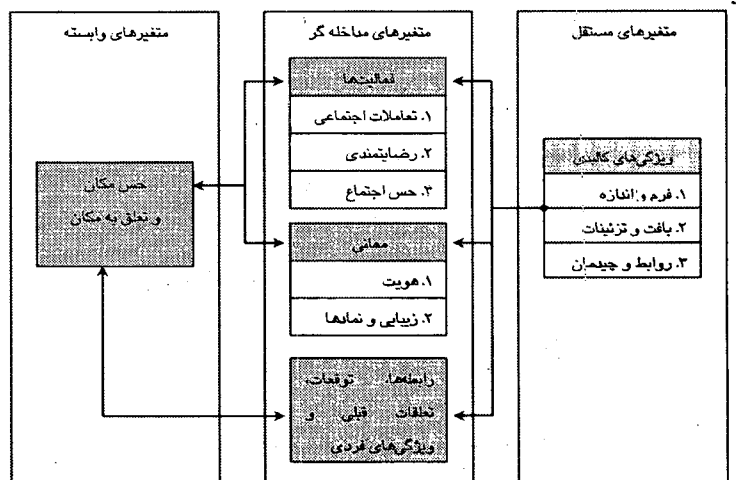 متغیرهای مستقل
ویژگی‌های کالبدی
۱. فرم و اندازه
۲. بافت و تزئینات
۳. روابط و چیدمان
متغیرهای مداخله گر
فعالیت‌ها
۱. تعاملات اجتماعی
۲. رضایتمندی
۳. حس اجتماع
معانی
۱. هویت
۲. زیبایی و نمادها
رابطه‌ها، توقعات،
تعلقات قبلی و
ویژگی‌های فردی
متغیرهای وابسته
حس مکان
و تعلق به مکان